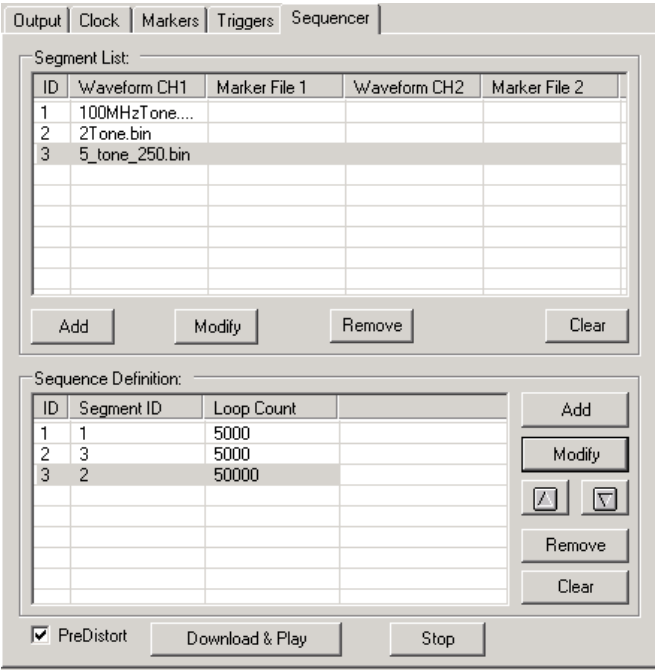 Output Clock Markers Triggers Sequencer
Segment List:
ID Waveform CH1 Marker File 1 Waveform CH2 Marker File 2
1 100MHzTone....
2 2Tone.bin
3 5_tone_250.bin
Add Modify Remove Clear
Sequence Definition:
ID Segment ID Loop Count
1 1 5000
2 3 5000
3 2 50000
Add
Modify
Remove
Clear
PreDistort Download & Play Stop